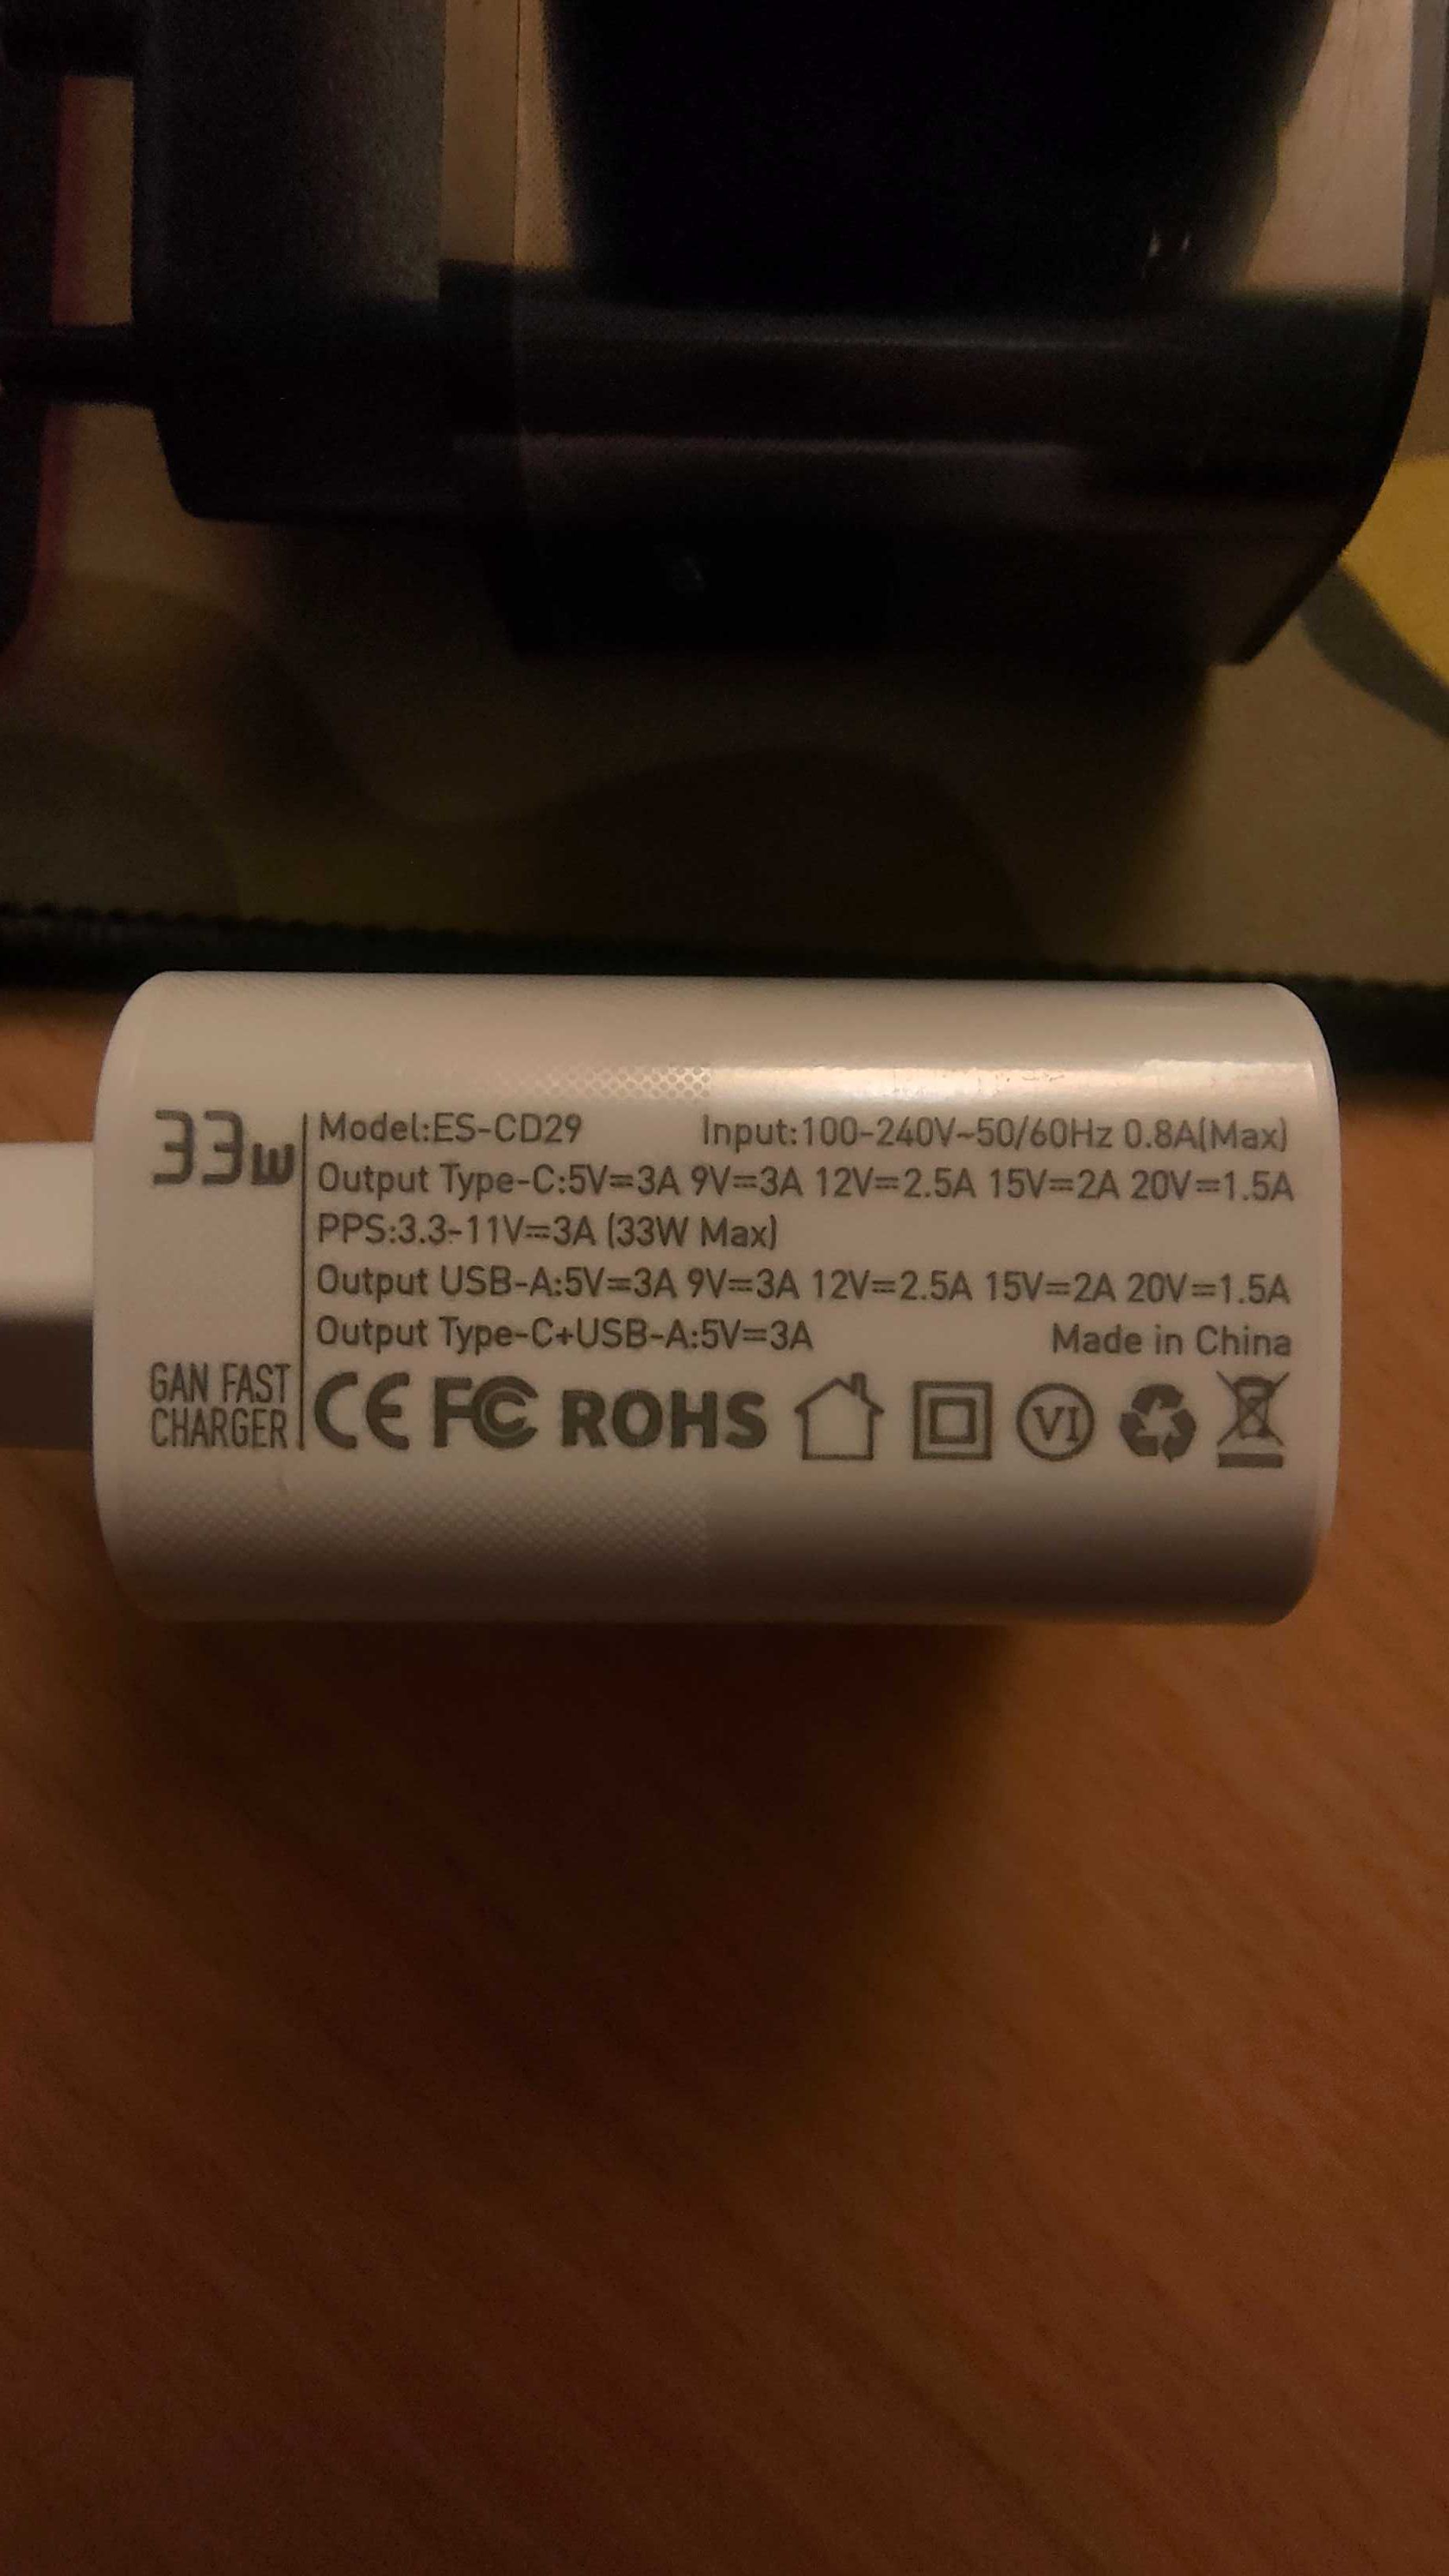 33w
Model:ES-CD29 Input:100-240V~50/60Hz 0.8A(Max)
Output Type-C:5V=3A 9V=3A 12V=2.5A 15V=2A 20V=1.5A
PPS:3.3-11V=3A (33W Max)
Output USB-A:5V=3A 9V=3A 12V=2.5A 15V=2A 20V=1.5A
Output Type-C+USB-A:5V=3A Made in China
GAN FAST
CHARGER
CE FC ROHS VI